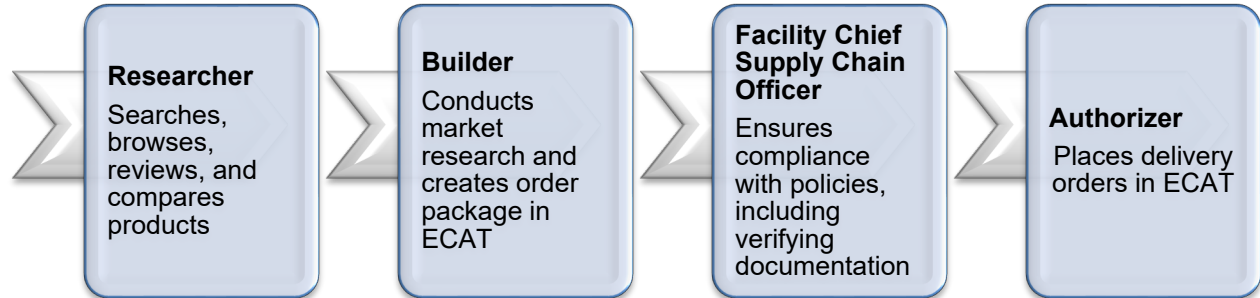 Researcher
Searches,
browses,
reviews, and
compares
products
Builder
Conducts
market
research and
creates order
package in
ECAT
Facility Chief
Supply Chain
Officer
Ensures
compliance
with policies,
including
verifying
documentation
Authorizer
Places delivery
orders in ECAT